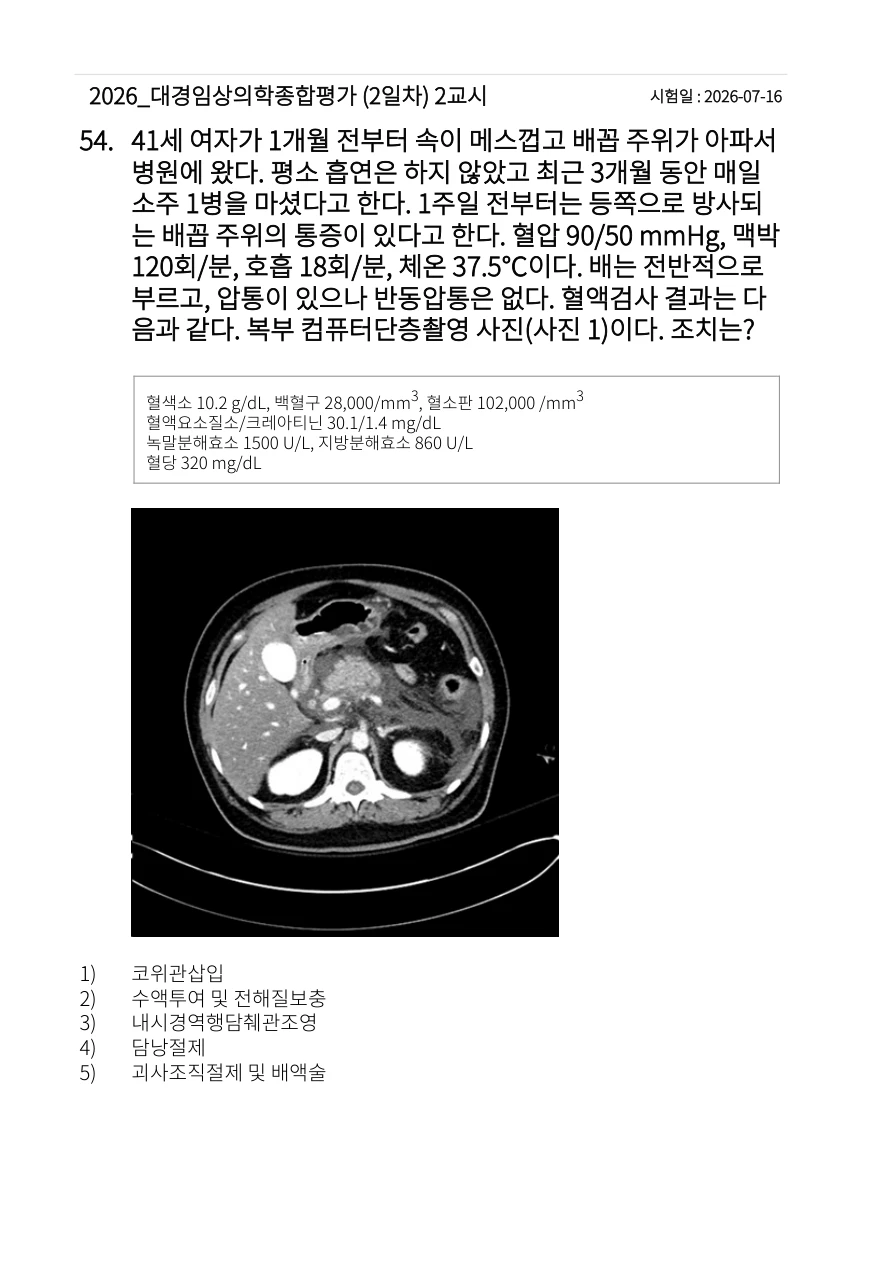 2026_대경임상의학종합평가 (2일차) 2교시
시험일 : 2026-07-16
54. 41세 여자가 1개월 전부터 속이 메스껍고 배꼽 주위가 아파서
병원에 왔다. 평소 흡연은 하지 않았고 최근 3개월 동안 매일
소주 1병을 마셨다고 한다. 1주일 전부터는 등쪽으로 방사되
는 배꼽 주위의 통증이 있다고 한다. 혈압 90/50 mmHg, 맥박
120회/분, 호흡 18회/분, 체온 37.5°C이다. 배는 전반적으로
부르고, 압통이 있으나 반동압통은 없다. 혈액검사 결과는 다
음과 같다. 복부 컴퓨터단층촬영 사진(사진 1)이다. 조치는?
혈색소 10.2 g/dL, 백혈구 28,000/mm3, 혈소판 102,000 /mm3
혈액요소질소/크레아티닌 30.1/1.4 mg/dL
녹말분해효소 1500 U/L, 지방분해효소 860 U/L
혈당 320 mg/dL
1) 코위관삽입
2) 수액투여 및 전해질보충
3) 내시경역행담췌관조영
4) 담낭절제
5) 괴사조직절제 및 배액술